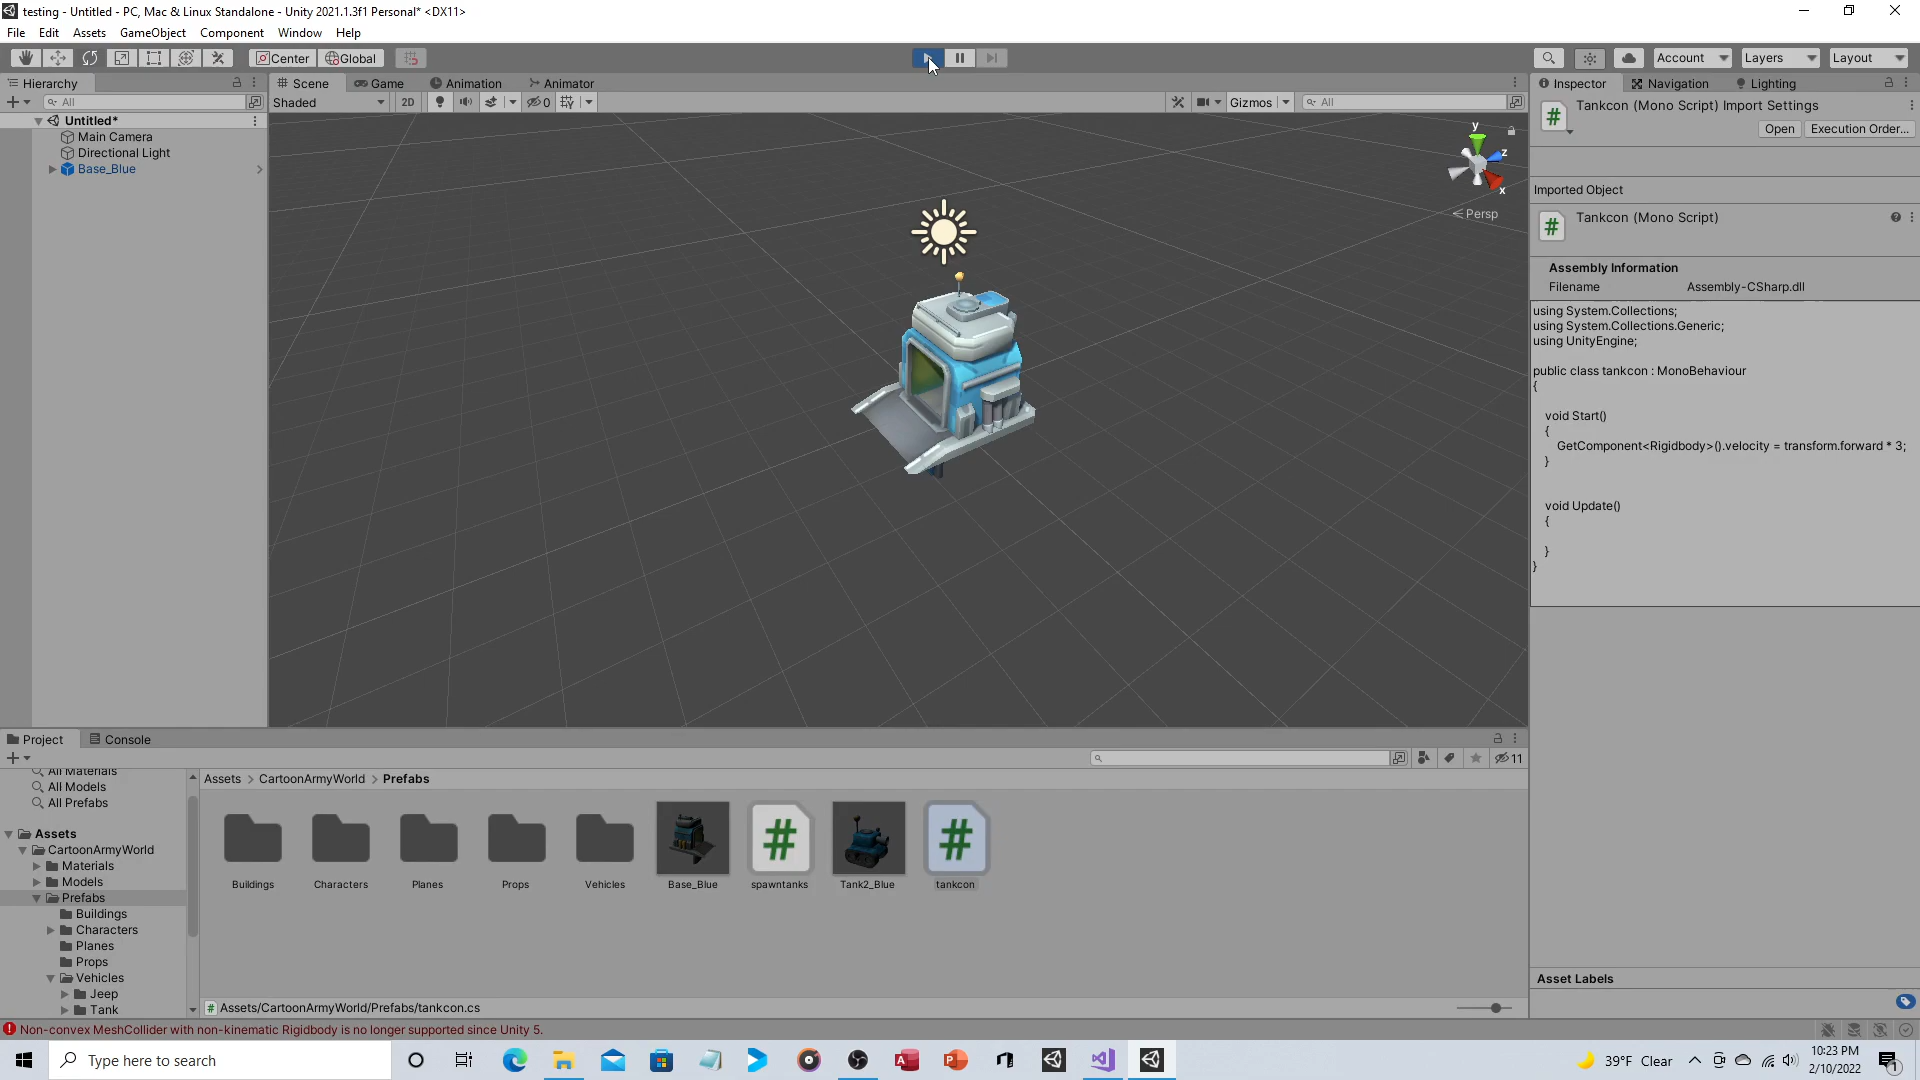 testing - Untitled - PC, Mac & Linux Standalone - Unity 2021.1.3f1 Personal* <DX11>
File Edit Assets GameObject Component Window Help
Center Global Account Layers Layout
Hierarchy Scene Game Animation Animator Inspector Navigation Lighting
All Shaded 2D 0 Gizmos All
Untitled*
Main Camera
Directional Light
Base_Blue
y
z
x
Persp
Tankcon (Mono Script) Import Settings
Open Execution Order...
Imported Object
Tankcon (Mono Script)
Assembly Information
Filename Assembly-CSharp.dll
using System.Collections;
using System.Collections.Generic;
using UnityEngine;
public class tankcon : MonoBehaviour
{
void Start()
{
GetComponent<Rigidbody>().velocity = transform.forward * 3;
}
void Update()
{
}
}
Asset Labels
Project Console
11
All Materials
All Models
All Prefabs
Assets
CartoonArmyWorld
Materials
Models
Prefabs
Buildings
Characters
Planes
Props
Vehicles
Jeep
Tank
Assets > CartoonArmyWorld > Prefabs
Buildings Characters Planes Props Vehicles Base_Blue spawntanks Tank2_Blue tankcon
Assets/CartoonArmyWorld/Prefabs/tankcon.cs
Non-convex MeshCollider with non-kinematic Rigidbody is no longer supported since Unity 5.
Type here to search
39°F Clear
10:23 PM
2/10/2022
1